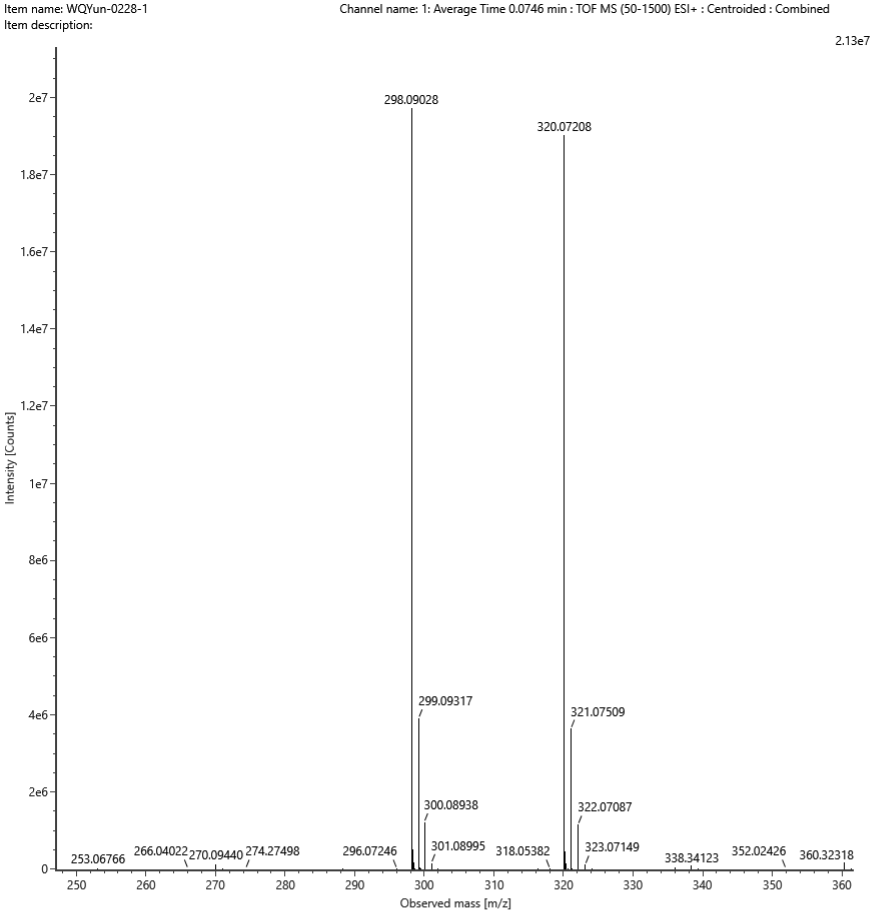 Item name: WQYun-0228-1
Channel name: 1: Average Time 0.0746 min : TOF MS (50-1500) ESI+ : Centroided : Combined
Item description:
2.13e7
2e7
1.8e7
1.6e7
1.4e7
1.2e7
1e7
8e6
6e6
4e6
2e6
0
Intensity [Counts]
298.09028
320.07208
299.09317
321.07509
300.08938
322.07087
301.08995
323.07149
253.06766
266.04022
270.09440
274.27498
296.07246
318.05382
338.34123
352.02426
360.32318
250
260
270
280
290
300
310
320
330
340
350
360
Observed mass [m/z]